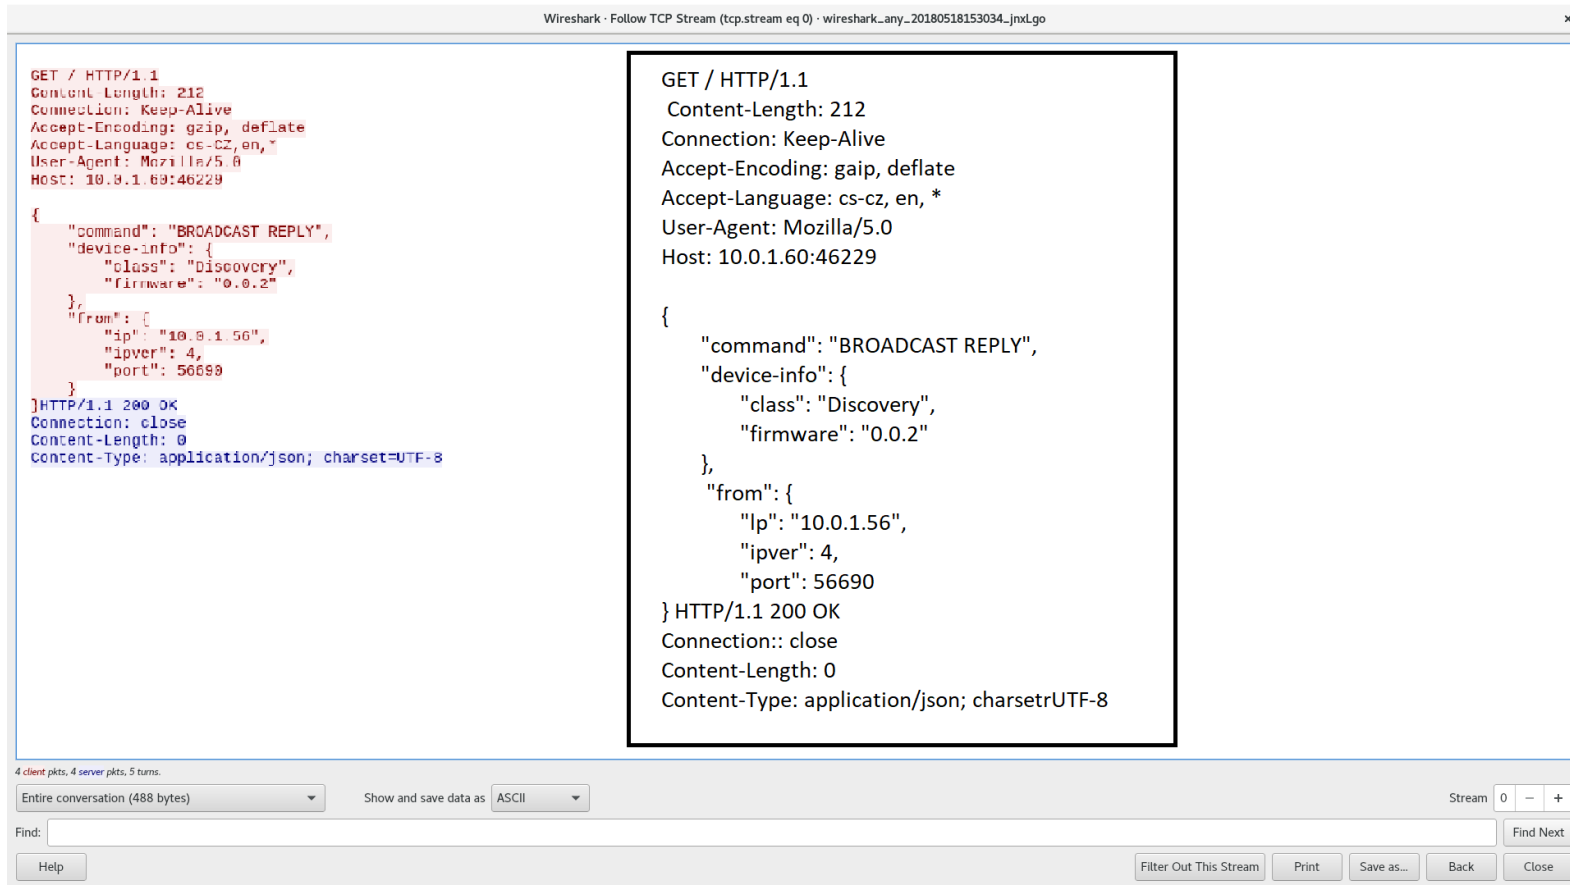 Wireshark · Follow TCP Stream (tcp.stream eq 0) · wireshark_any_20180518153034_jnxLgo
GET / HTTP/1.1
Content-Length: 212
Connection: Keep-Alive
Accept-Encoding: gzip, deflate
Accept-Language: cs-CZ,en,*
User-Agent: Mozilla/5.0
Host: 10.0.1.60:46229
{
"command": "BROADCAST REPLY",
"device-info": {
"class": "Discovery",
"firmware": "0.0.2"
},
"from": {
"ip": "10.0.1.56",
"ipver": 4,
"port": 56690
}
}HTTP/1.1 200 OK
Connection: close
Content-Length: 0
Content-Type: application/json; charset=UTF-8
GET / HTTP/1.1
Content-Length: 212
Connection: Keep-Alive
Accept-Encoding: gaip, deflate
Accept-Language: cs-cz, en, *
User-Agent: Mozilla/5.0
Host: 10.0.1.60:46229
{
"command": "BROADCAST REPLY",
"device-info": {
"class": "Discovery",
"firmware": "0.0.2"
},
"from": {
"lp": "10.0.1.56",
"ipver": 4,
"port": 56690
} HTTP/1.1 200 OK
Connection:: close
Content-Length: 0
Content-Type: application/json; charsetrUTF-8
4 client pkts, 4 server pkts, 5 turns.
Entire conversation (488 bytes)
Show and save data as ASCII
Stream 0 − +
Find:
Find Next
Help
Filter Out This Stream
Print
Save as...
Back
Close